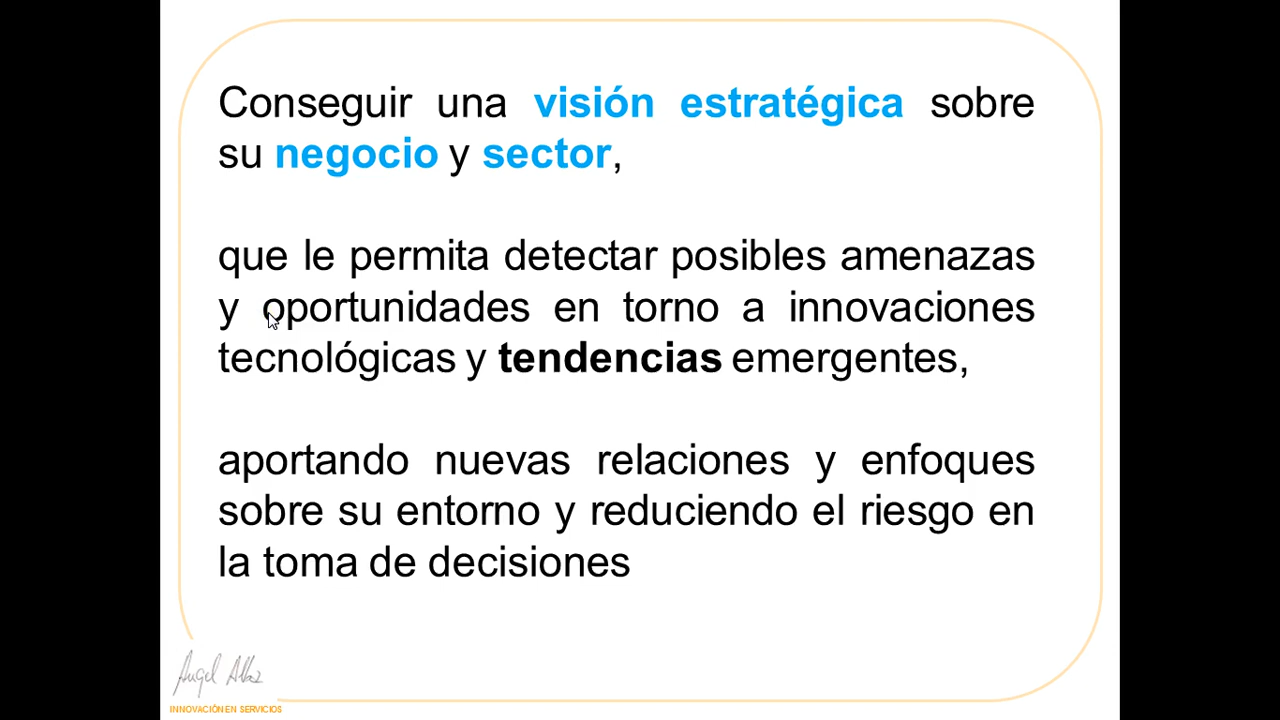 Conseguir una visión estratégica sobre
su negocio y sector,
que le permita detectar posibles amenazas
y oportunidades en torno a innovaciones
tecnológicas y tendencias emergentes,
aportando nuevas relaciones y enfoques
sobre su entorno y reduciendo el riesgo en
la toma de decisiones
Angel Alba
INNOVACIÓN EN SERVICIOS